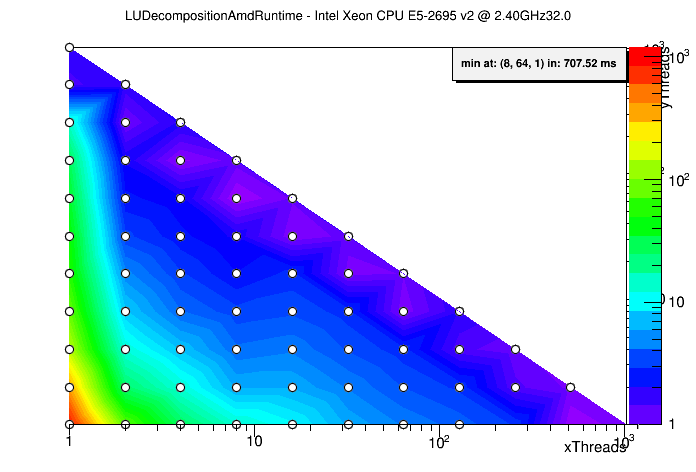 LUDecompositionAmdRuntime - Intel Xeon CPU E5-2695 v2 @ 2.40GHz32.0
min at: (8, 64, 1) in: 707.52 ms
10³
10³
yThreads
10²
10
1
1
10
10²
10³
xThreads